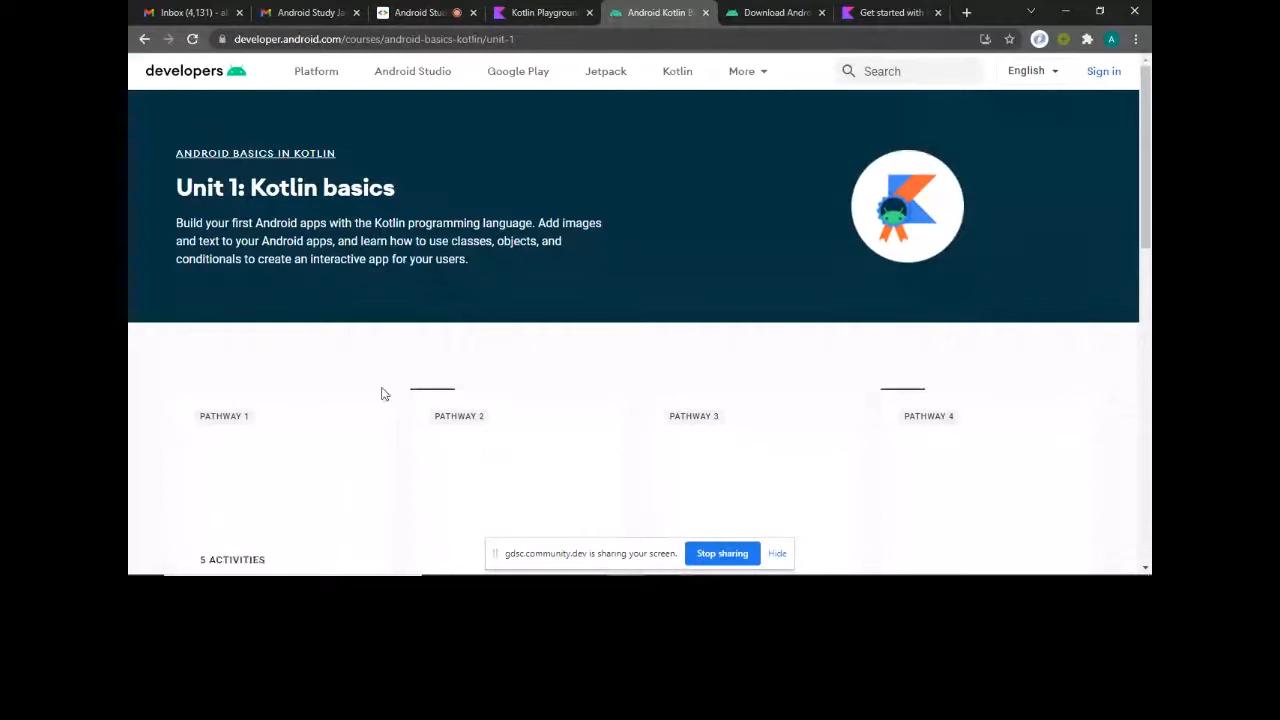 Inbox (4,131) - al
Android Study Ja
Android Stu
Kotlin Playgroun
Android Kotlin B
Download Andro
Get started with
developer.android.com/courses/android-basics-kotlin/unit-1
A
developers
Platform
Android Studio
Google Play
Jetpack
Kotlin
More
Search
English
Sign in
ANDROID BASICS IN KOTLIN
Unit 1: Kotlin basics
Build your first Android apps with the Kotlin programming language. Add images
and text to your Android apps, and learn how to use classes, objects, and
conditionals to create an interactive app for your users.
PATHWAY 1
PATHWAY 2
PATHWAY 3
PATHWAY 4
5 ACTIVITIES
gdsc.community.dev is sharing your screen.
Stop sharing
Hide